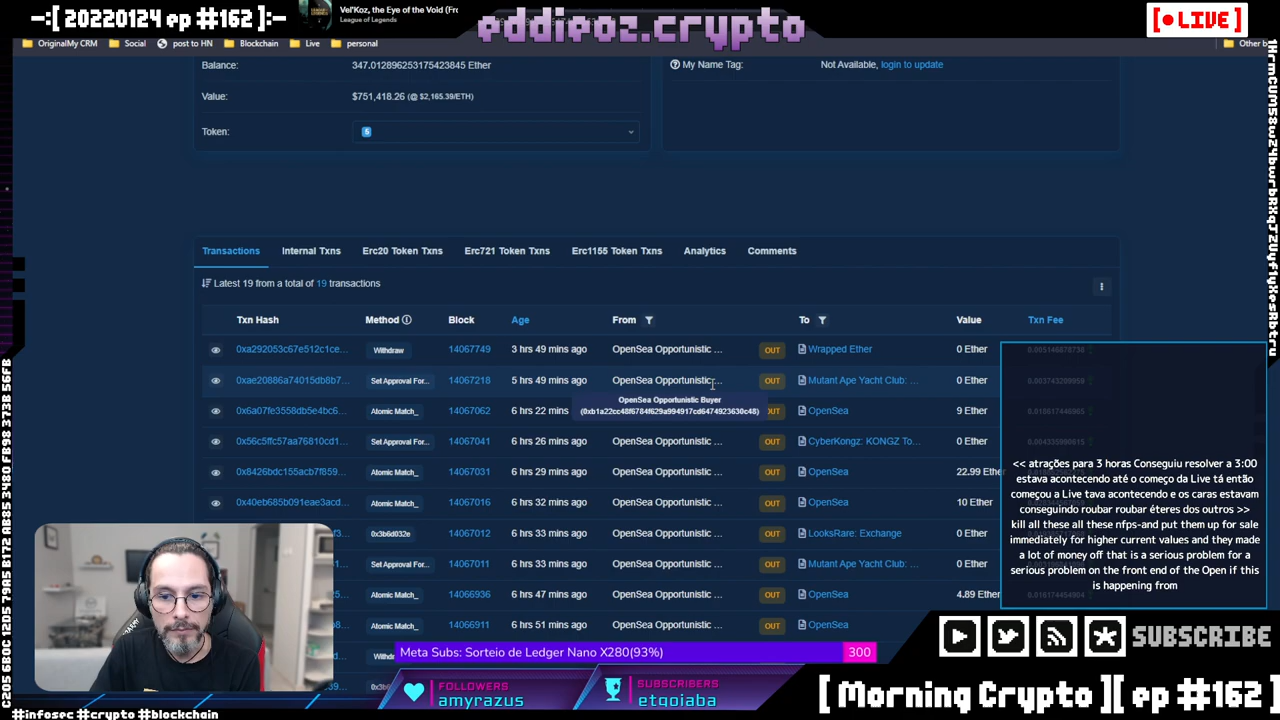 —:[ 20220124 ep #162 ]:—
Vel'Koz, the Eye of the Void (Fr
League of Legends
eddieoz.crypto
[● LIVE ]
OriginalMy CRM
Social
post to HN
Blockchain
Live
personal
Other b
Balance:
347.012896253175423845 Ether
Value:
$751,418.26 (@ $2,165.39/ETH)
Token:
5
My Name Tag:
Not Available, login to update
Transactions
Internal Txns
Erc20 Token Txns
Erc721 Token Txns
Erc1155 Token Txns
Analytics
Comments
Latest 19 from a total of 19 transactions
Txn Hash Method Block Age From To Value Txn Fee
0xa292053c67e512c1ce... Withdraw 14067749 3 hrs 49 mins ago OpenSea Opportunistic ... OUT Wrapped Ether 0 Ether
0xae20886a74015db8b7... Set Approval For... 14067218 5 hrs 49 mins ago OpenSea Opportunistic ... OUT Mutant Ape Yacht Club: ... 0 Ether
OpenSea Opportunistic Buyer
(0xb1a22cc48f6784f629a994917cd6474923630c48)
0x6a07fe3558db5e4bc6... Atomic Match_ 14067062 6 hrs 22 mins OUT OpenSea 9 Ether
0x56c5ffc57aa76810cd1... Set Approval For... 14067041 6 hrs 26 mins ago OpenSea Opportunistic ... OUT CyberKongz: KONGZ To... 0 Ether
0x8426bdc155acb7f859... Atomic Match_ 14067031 6 hrs 29 mins ago OpenSea Opportunistic ... OUT OpenSea 22.99 Ether
0x40eb685b091eae3acd... Atomic Match_ 14067016 6 hrs 32 mins ago OpenSea Opportunistic ... OUT OpenSea 10 Ether
0x3b6d032e 14067012 6 hrs 33 mins ago OpenSea Opportunistic ... OUT LooksRare: Exchange 0 Ether
Set Approval For... 14067011 6 hrs 33 mins ago OpenSea Opportunistic ... OUT Mutant Ape Yacht Club: ... 0 Ether
Atomic Match_ 14066936 6 hrs 47 mins ago OpenSea Opportunistic ... OUT OpenSea 4.89 Ether
Atomic Match_ 14066911 6 hrs 51 mins ago OpenSea Opportunistic ... OUT OpenSea
<< atrações para 3 horas Conseguiu resolver a 3:00
estava acontecendo até o começo da Live tá então
começou a Live tava acontecendo e os caras estavam
conseguindo roubar roubar éteres dos outros >>
kill all these all these nfps-and put them up for sale
immediately for higher current values and they made
a lot of money off that is a serious problem for a
serious problem on the front end of the Open if this
is happening from
Meta Subs: Sorteio de Ledger Nano X280(93%)
300
FOLLOWERS
amyrazus
SUBSCRIBERS
etgoiaba
SUBSCRIBE
[ Morning Crypto ][ ep #162 ]
#infosec #crypto #blockchain
C205 6B0C 12D5 79A5 B172 AB85 3480 FB98 373B 56FB